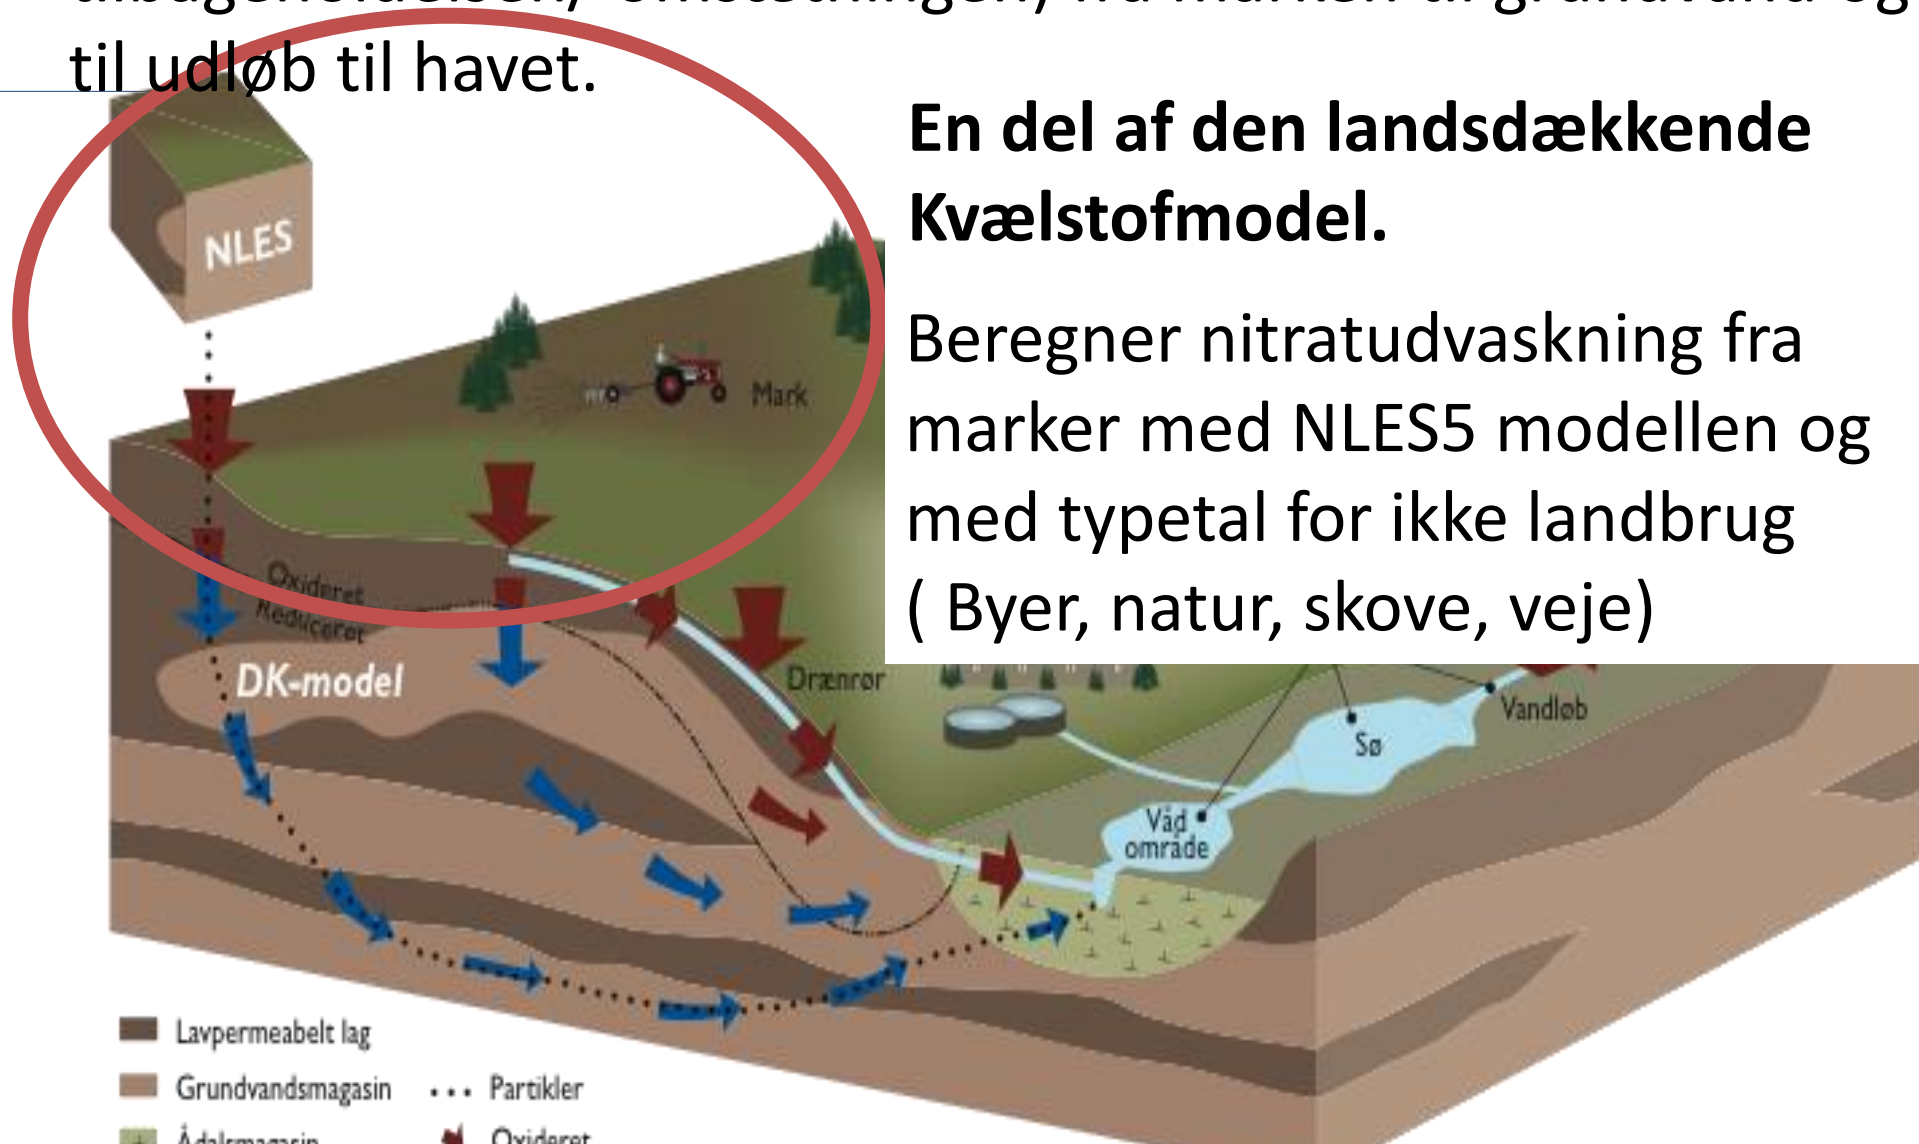 til udløb til havet.
En del af den landsdækkende
Kvælstofmodel.
Beregner nitratudvaskning fra
marker med NLES5 modellen og
med typetal for ikke landbrug
( Byer, natur, skove, veje)
NLES
Mark
Oxideret
Reduceret
DK-model
Drænrør
Vandløb
Sø
Våd
område
Lavpermeabelt lag
Grundvandsmagasin
Partikler
Ådalsmagasin
Oxideret